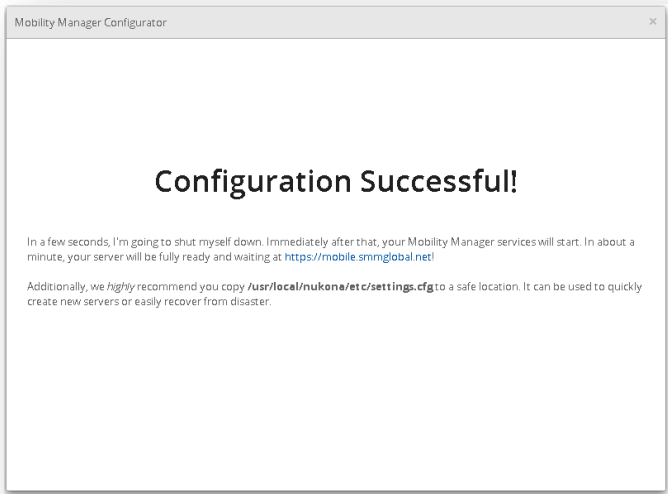 Mobility Manager Configurator ×
Configuration Successful!
In a few seconds, I'm going to shut myself down. Immediately after that, your Mobility Manager services will start. In about a
minute, your server will be fully ready and waiting at https://mobile.smmglobal.net!
Additionally, we highly recommend you copy /usr/local/nukona/etc/settings.cfg to a safe location. It can be used to quickly
create new servers or easily recover from disaster.